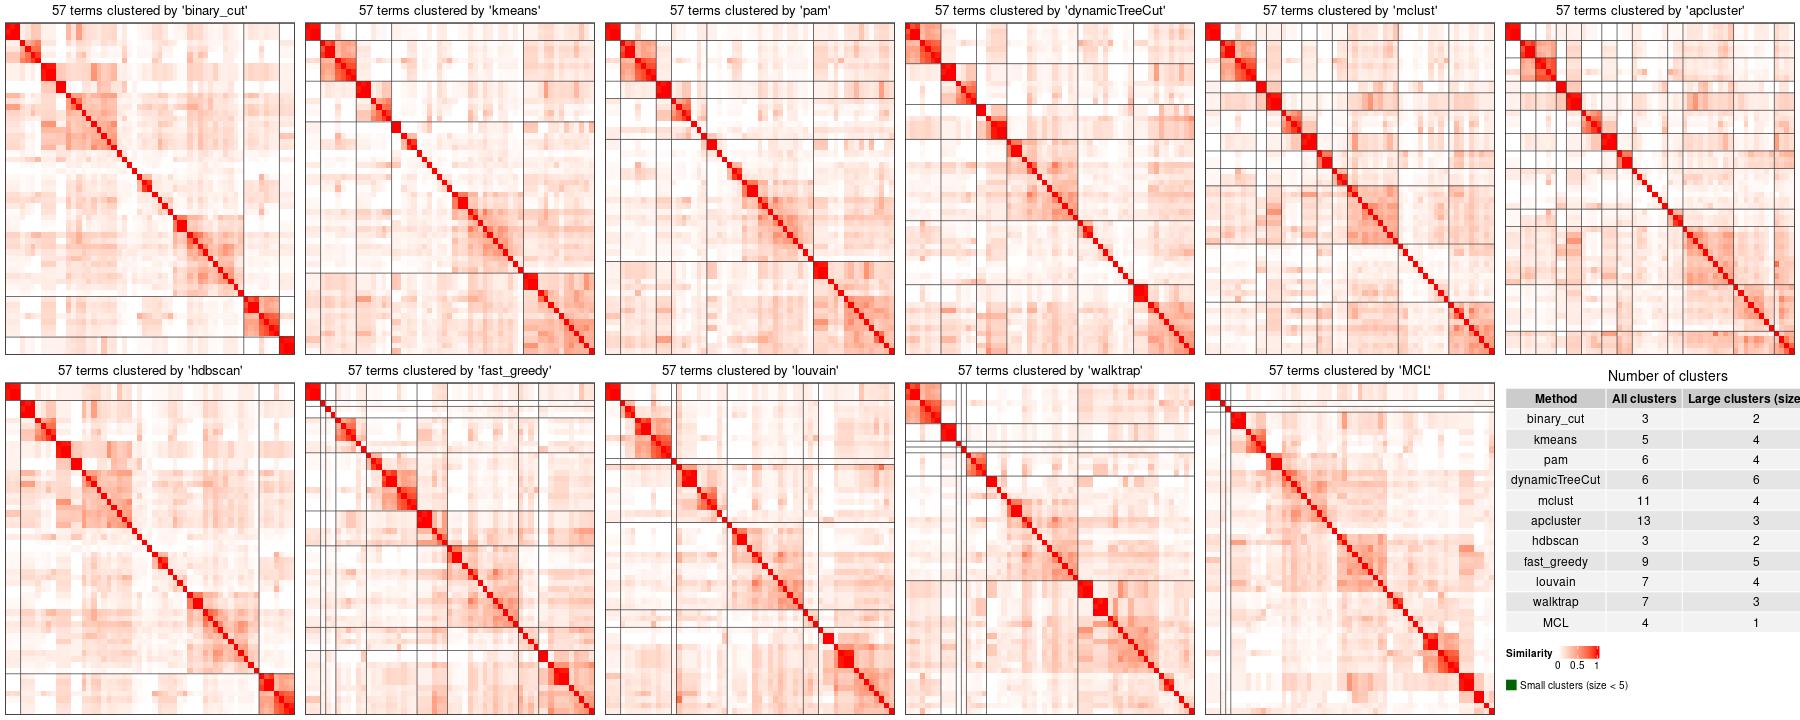 57 terms clustered by 'binary_cut'
57 terms clustered by 'kmeans'
57 terms clustered by 'pam'
57 terms clustered by 'dynamicTreeCut'
57 terms clustered by 'mclust'
57 terms clustered by 'apcluster'
57 terms clustered by 'hdbscan'
57 terms clustered by 'fast_greedy'
57 terms clustered by 'louvain'
57 terms clustered by 'walktrap'
57 terms clustered by 'MCL'
Number of clusters
Method All clusters Large clusters (size
binary_cut 3 2
kmeans 5 4
pam 6 4
dynamicTreeCut 6 6
mclust 11 4
apcluster 13 3
hdbscan 3 2
fast_greedy 9 5
louvain 7 4
walktrap 7 3
MCL 4 1
Similarity
0 0.5 1
Small clusters (size < 5)